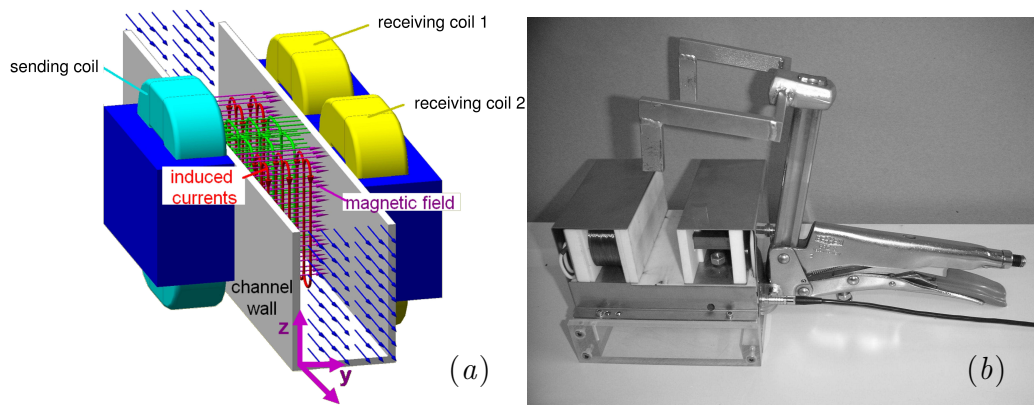 receiving coil 1
sending coil
receiving coil 2
induced
currents
magnetic field
channel
wall
z
y
(a)
(b)